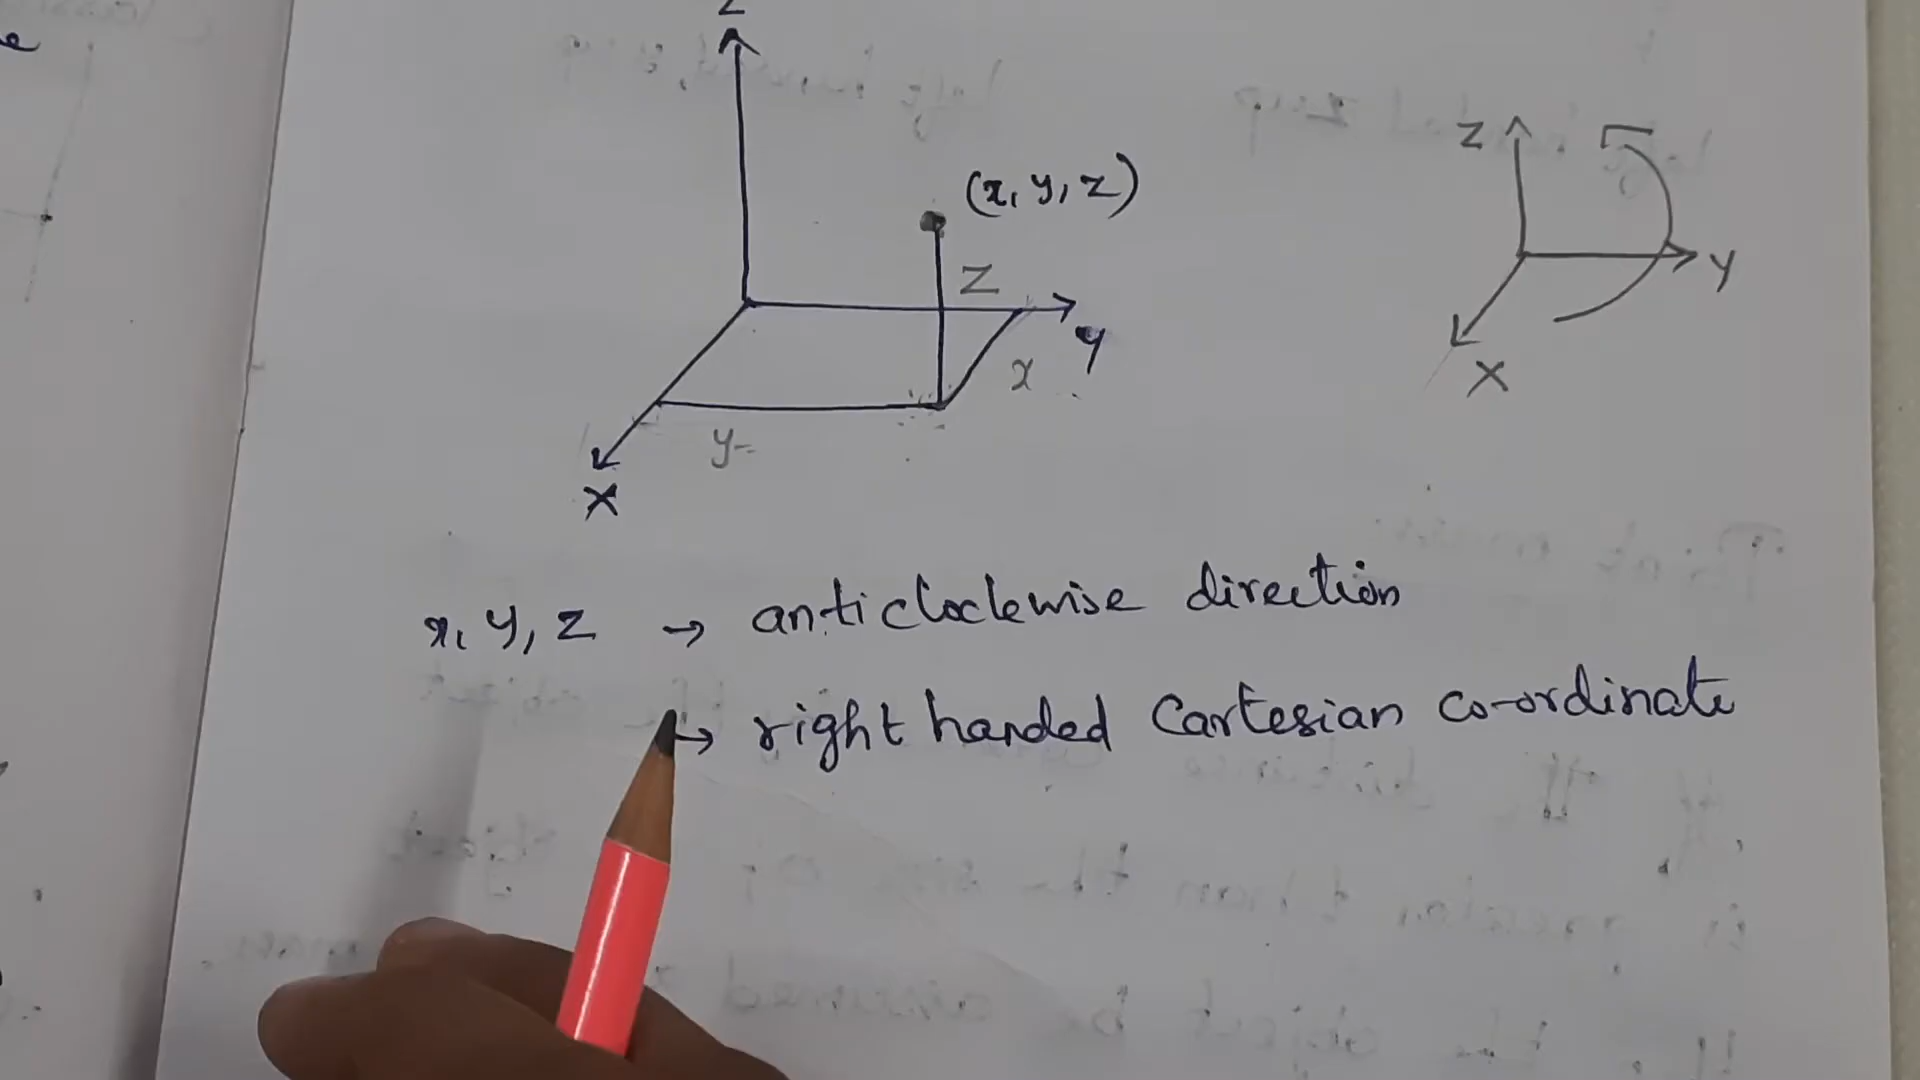 Z
(x, y, z)
Z
y
x
y
X
Z
y
X
x, y, z → anticlockwise direction
↳ right handed Cartesian co-ordinate